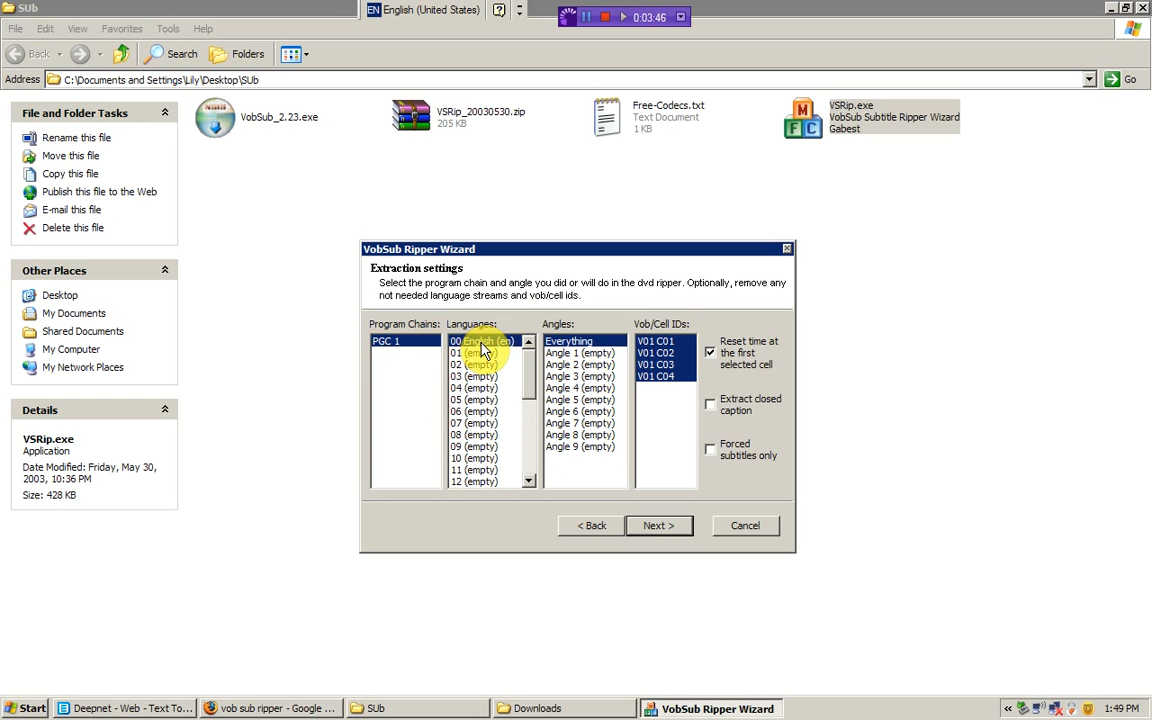 SUb
EN English (United States)
0:03:46
File Edit View Favorites Tools Help
Back Search Folders
Address C:\Documents and Settings\Lily\Desktop\SUb Go
File and Folder Tasks
Rename this file
Move this file
Copy this file
Publish this file to the Web
E-mail this file
Delete this file
Other Places
Desktop
My Documents
Shared Documents
My Computer
My Network Places
Details
VSRip.exe
Application
Date Modified: Friday, May 30,
2003, 10:36 PM
Size: 428 KB
VobSub_2.23.exe
VSRip_20030530.zip
205 KB
Free-Codecs.txt
Text Document
1 KB
VSRip.exe
VobSub Subtitle Ripper Wizard
Gabest
VobSub Ripper Wizard
Extraction settings
Select the program chain and angle you did or will do in the dvd ripper. Optionally, remove any
not needed language streams and vob/cell ids.
Program Chains:
PGC 1
Languages:
00 English (en)
01 (empty)
02 (empty)
03 (empty)
04 (empty)
05 (empty)
06 (empty)
07 (empty)
08 (empty)
09 (empty)
10 (empty)
11 (empty)
12 (empty)
Angles:
Everything
Angle 1 (empty)
Angle 2 (empty)
Angle 3 (empty)
Angle 4 (empty)
Angle 5 (empty)
Angle 6 (empty)
Angle 7 (empty)
Angle 8 (empty)
Angle 9 (empty)
Vob/Cell IDs:
V01 C01
V01 C02
V01 C03
V01 C04
Reset time at
the first
selected cell
Extract closed
caption
Forced
subtitles only
< Back Next > Cancel
Start Deepnet - Web - Text To... vob sub ripper - Google ... SUb Downloads VobSub Ripper Wizard 1:49 PM